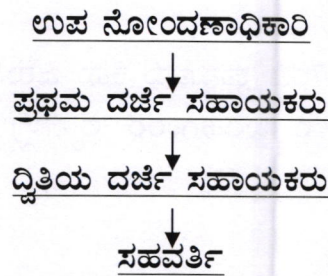 ಉಪ ನೋಂದಣಾಧಿಕಾರಿ
ಪ್ರಥಮ ದರ್ಜೆ ಸಹಾಯಕರು
ದ್ವಿತಿಯ ದರ್ಜೆ ಸಹಾಯಕರು
ಸಹವರ್ತಿ